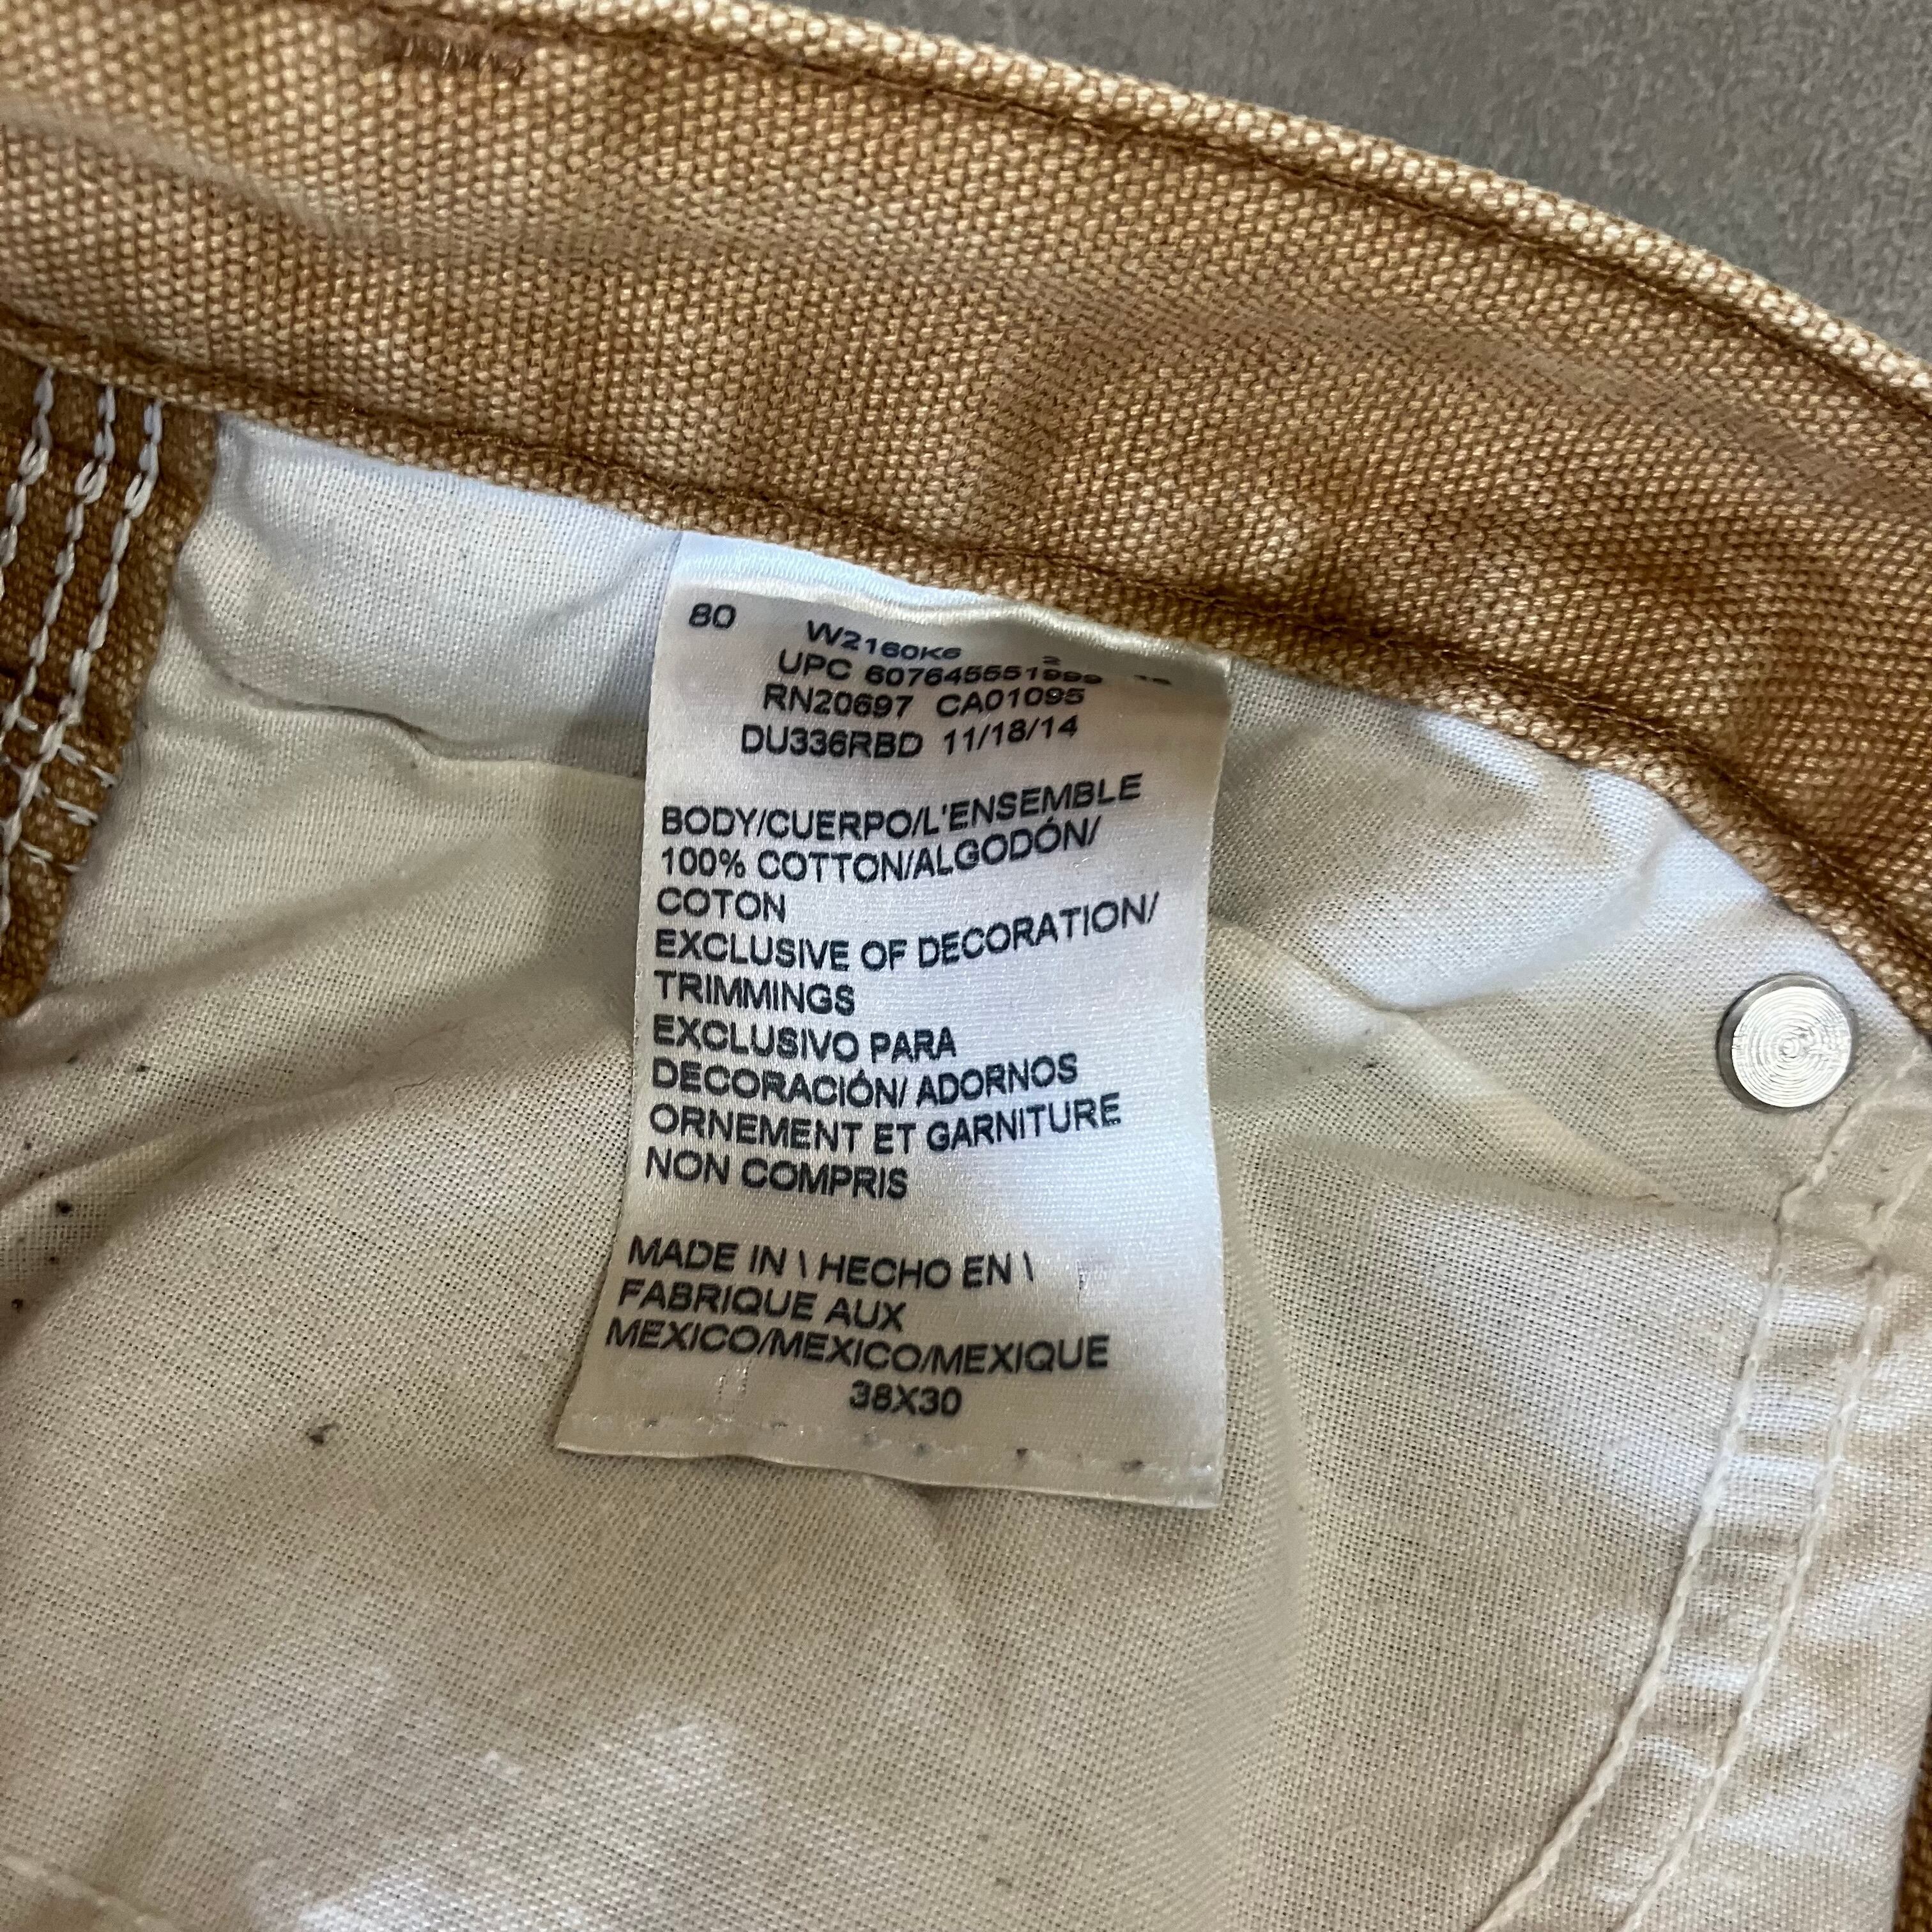 80 W2160K6
UPC 607645551999
RN20697 CA01095
DU336RBD 11/18/14
BODY/CUERPO/L'ENSEMBLE
100% COTTON/ALGODÓN/
COTON
EXCLUSIVE OF DECORATION/
TRIMMINGS
EXCLUSIVO PARA
DECORACIÓN/ ADORNOS
ORNEMENT ET GARNITURE
NON COMPRIS
MADE IN \ HECHO EN \
FABRIQUE AUX
MEXICO/MEXICO/MEXIQUE
38X30